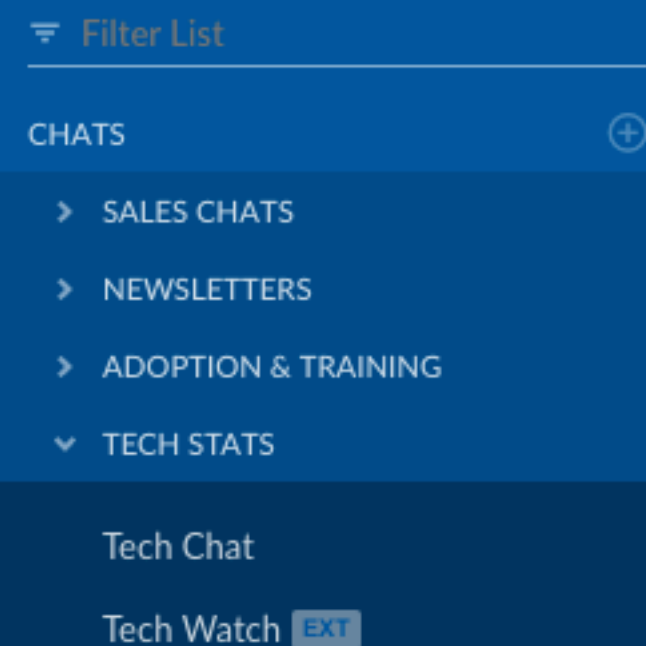 Filter List
CHATS
SALES CHATS
NEWSLETTERS
ADOPTION & TRAINING
TECH STATS
Tech Chat
Tech Watch EXT